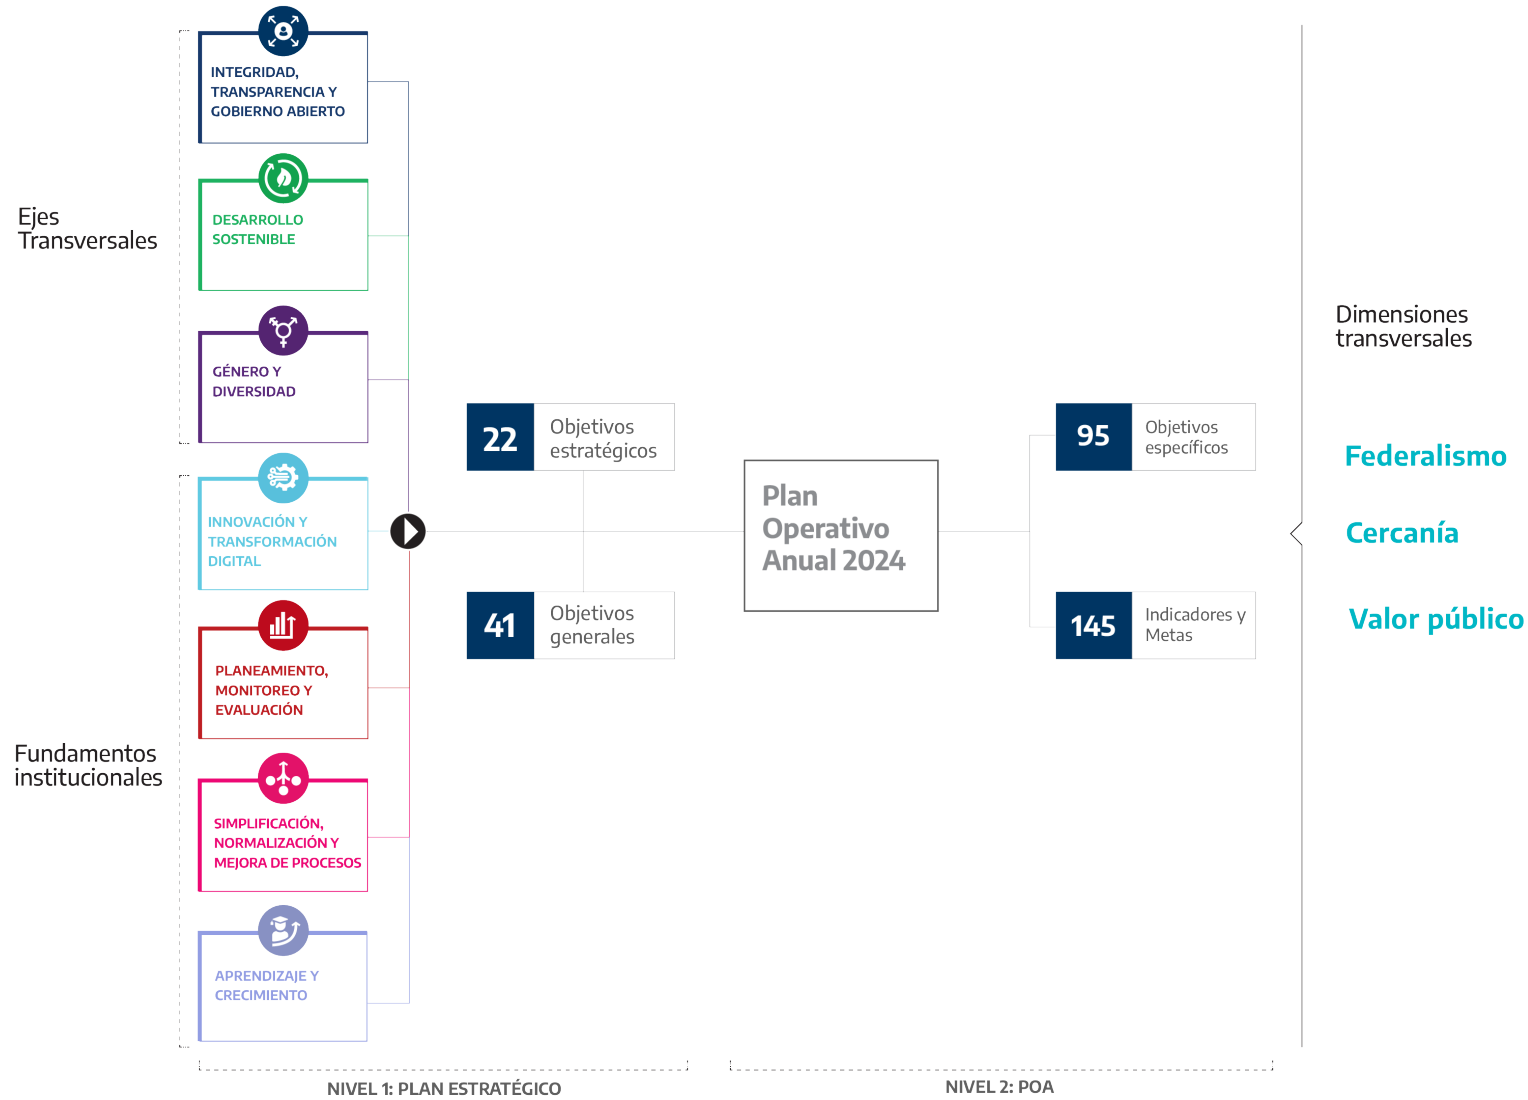 Ejes
Transversales
INTEGRIDAD,
TRANSPARENCIA Y
GOBIERNO ABIERTO
DESARROLLO
SOSTENIBLE
GÉNERO Y
DIVERSIDAD
Fundamentos
institucionales
INNOVACIÓN Y
TRANSFORMACIÓN
DIGITAL
PLANEAMIENTO,
MONITOREO Y
EVALUACIÓN
SIMPLIFICACIÓN,
NORMALIZACIÓN Y
MEJORA DE PROCESOS
APRENDIZAJE Y
CRECIMIENTO
22
Objetivos
estratégicos
41
Objetivos
generales
NIVEL 1: PLAN ESTRATÉGICO
Plan
Operativo
Anual 2024
95
Objetivos
específicos
145
Indicadores y
Metas
NIVEL 2: POA
Dimensiones
transversales
Federalismo
Cercanía
Valor público